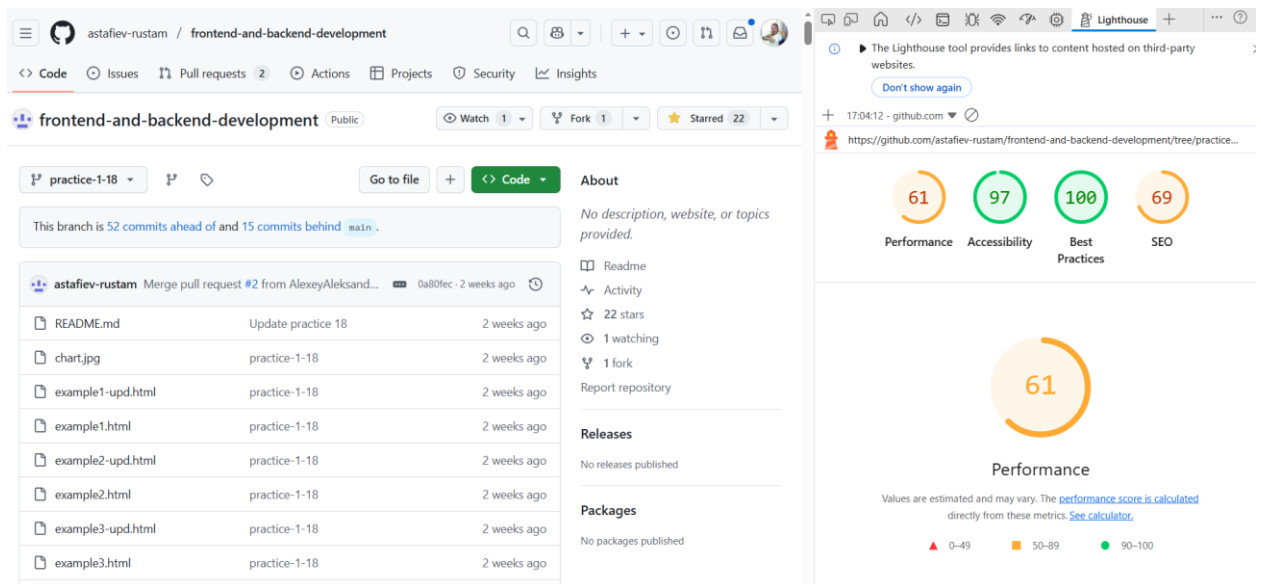 astafiev-rustam / frontend-and-backend-development
Code Issues Pull requests 2 Actions Projects Security Insights
frontend-and-backend-development Public
Watch 1 Fork 1 Starred 22
practice-1-18 Go to file Code
This branch is 52 commits ahead of and 15 commits behind main .
astafiev-rustam Merge pull request #2 from AlexeyAleksand... 0a80fec · 2 weeks ago
README.md Update practice 18 2 weeks ago
chart.jpg practice-1-18 2 weeks ago
example1-upd.html practice-1-18 2 weeks ago
example1.html practice-1-18 2 weeks ago
example2-upd.html practice-1-18 2 weeks ago
example2.html practice-1-18 2 weeks ago
example3-upd.html practice-1-18 2 weeks ago
example3.html practice-1-18 2 weeks ago
About
No description, website, or topics
provided.
Readme
Activity
22 stars
1 watching
1 fork
Report repository
Releases
No releases published
Packages
No packages published
Lighthouse
The Lighthouse tool provides links to content hosted on third-party
websites.
Don't show again
17:04:12 - github.com
https://github.com/astafiev-rustam/frontend-and-backend-development/tree/practice...
61 97 100 69
Performance Accessibility Best SEO
Practices
61
Performance
Values are estimated and may vary. The performance score is calculated
directly from these metrics. See calculator.
0–49 50–89 90–100